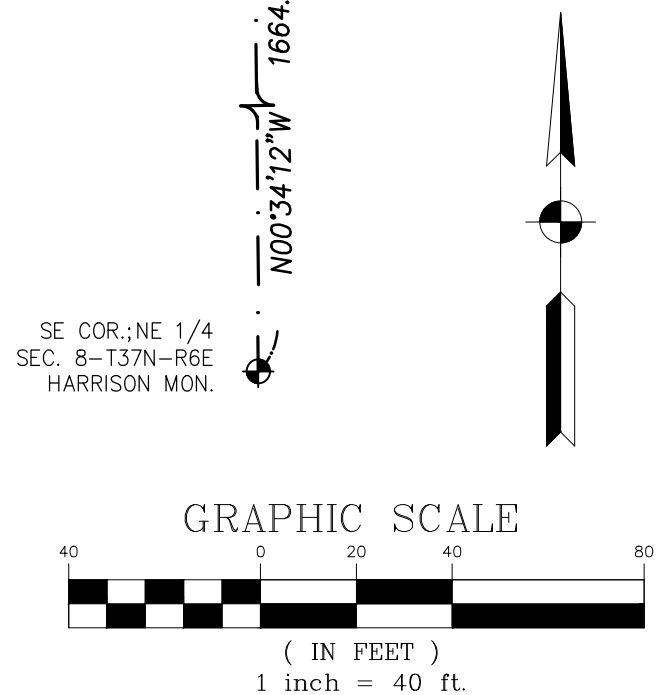 N00°34'12"W 1664.
SE COR.;NE 1/4
SEC. 8-T37N-R6E
HARRISON MON.
GRAPHIC SCALE
40 0 20 40 80
( IN FEET )
1 inch = 40 ft.